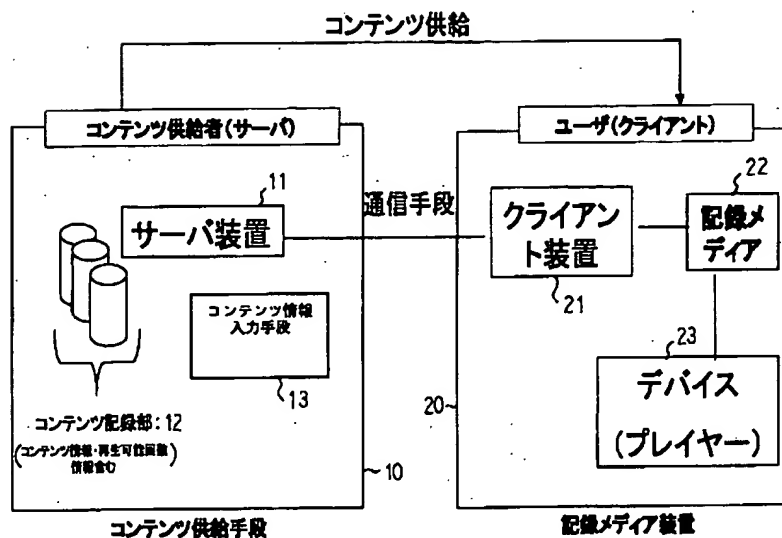 コンテンツ供給
コンテンツ供給者(サーバ)
ユーザ(クライアント)
11
サーバ装置
通信手段
クライアン
ト装置
21
22
記録メ
ディア
コンテンツ情報
入力手段
13
23
デバイス
(プレイヤー)
20
コンテンツ記録部:12
(コンテンツ情報・再生可能回数
情報含む)
10
コンテンツ供給手段
記録メディア装置